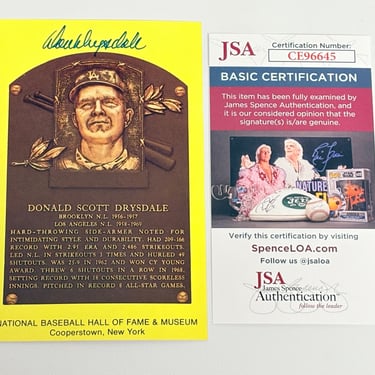 Don Drysdale
DONALD SCOTT DRYSDALE
BROOKLYN N.L. 1956-1957
LOS ANGELES N.L. 1958-1969
HARD-THROWING SIDE-ARMER NOTED FOR
INTIMIDATING STYLE AND DURABILITY. HAD 209-166
RECORD WITH 2.95 ERA AND 2,486 STRIKEOUTS.
LED N.L. IN STRIKEOUTS 3 TIMES AND HURLED 49
SHUTOUTS. WAS 25-9 IN 1962 AND WON CY YOUNG
AWARD. THREW 6 SHUTOUTS IN A ROW IN 1968,
SETTING RECORD WITH 58 CONSECUTIVE SCORELESS
INNINGS. PITCHED IN RECORD 8 ALL-STAR GAMES.
NATIONAL BASEBALL HALL OF FAME & MUSEUM
Cooperstown, New York
JSA
Certification Number:
CE96645
BASIC CERTIFICATION
This item has been fully examined by
James Spence Authentication, and
it is our considered opinion that the
signature(s) is/are genuine.
NATURE
JETS
Verify this certification by visiting
SpenceLOA.com
Follow us @jsaloa
JSA
James Spence
Authentication
follow the leader